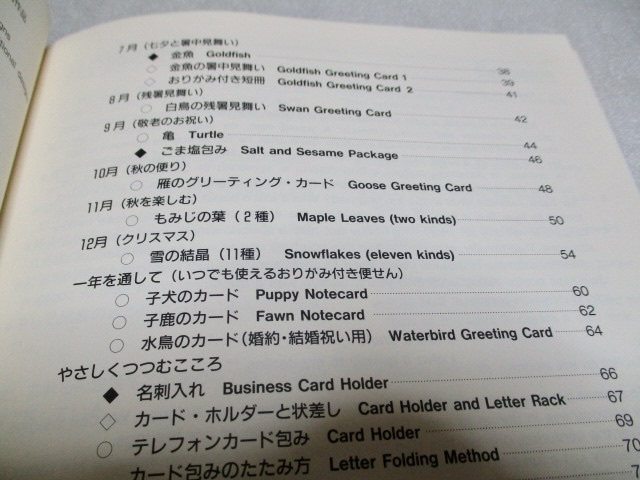 7月（七夕と暑中見舞い）
◆ 金魚 Goldfish 38
◇ 金魚の暑中見舞い Goldfish Greeting Card 1 39
◇ おりがみ付き短冊 Goldfish Greeting Card 2 41
8月（残暑見舞い）
○ 白鳥の残暑見舞い Swan Greeting Card 42
9月（敬老のお祝い）
○ 亀 Turtle 44
◆ ごま塩包み Salt and Sesame Package 46
10月（秋の便り）
○ 雁のグリーティング・カード Goose Greeting Card 48
11月（秋を楽しむ）
○ もみじの葉（2種） Maple Leaves (two kinds) 50
12月（クリスマス）
○ 雪の結晶（11種） Snowflakes (eleven kinds) 54
一年を通して（いつでも使えるおりがみ付き便せん）
○ 子犬のカード Puppy Notecard 60
○ 子鹿のカード Fawn Notecard 62
○ 水鳥のカード（婚約・結婚祝い用） Waterbird Greeting Card 64
やさしくつつむこころ
◆ 名刺入れ Business Card Holder 66
◇ カード・ホルダーと状差し Card Holder and Letter Rack 67
○ テレフォンカード包み Card Holder 69
カード包みのたたみ方 Letter Folding Method 70